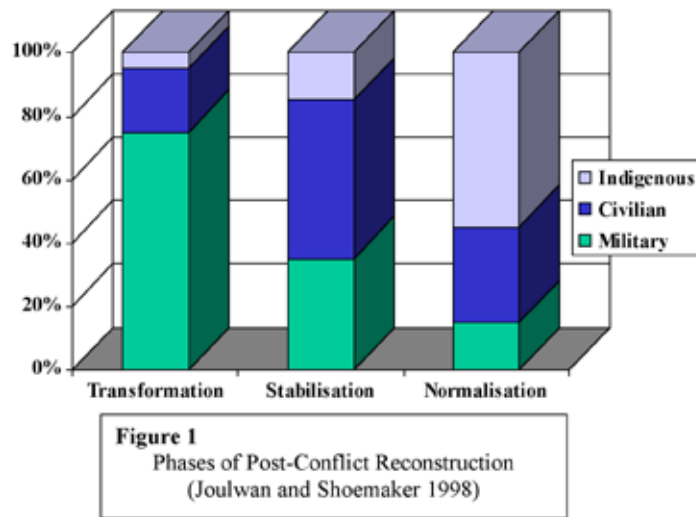 100%
80%
60%
40%
20%
0%
Indigenous
Civilian
Military
Transformation Stabilisation Normalisation
Figure 1
Phases of Post-Conflict Reconstruction
(Joulwan and Shoemaker 1998)